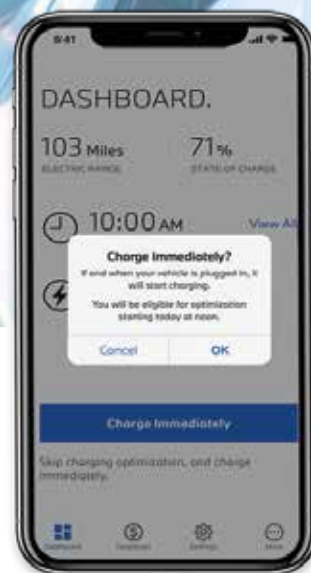 9:41
DASHBOARD.
103 Miles
71%
ELECTRIC RANGE
STATE OF CHARGE
10:00 AM
View All
Charge Immediately?
If and when your vehicle is plugged in, it
will start charging.
You will be eligible for optimization
starting today at noon.
Cancel
OK
Charge Immediately
Skip charging optimization, and charge
immediately.
Dashboard
Settings
More